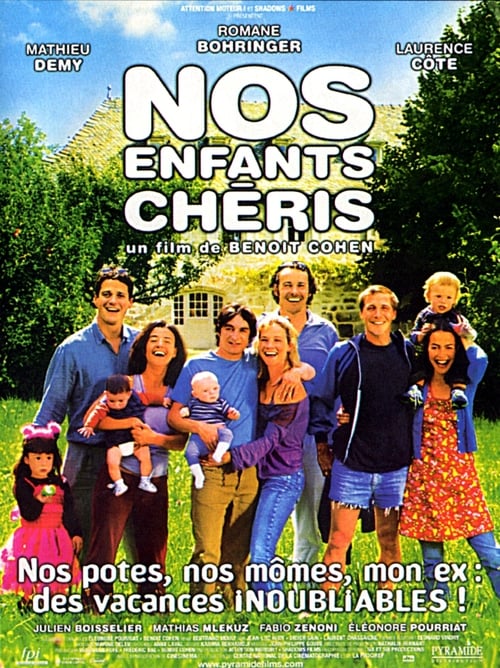 ATTENTION MOTEUR! ET SHADOWS FILMS
PRÉSENTENT
MATHIEU DEMY
ROMANE BOHRINGER
LAURENCE CÔTE
NOS
ENFANTS
CHÉRIS
un film de BENOIT COHEN
Nos potes, nos mômes, mon ex :
des vacances iNOUBLiABLES !
JULIEN BOISSELIER MATHIAS MLEKUZ FABIO ZENONI ÉLÉONORE POURRIAT
fpi
PYRAMIDE
www.pyramidefilms.com